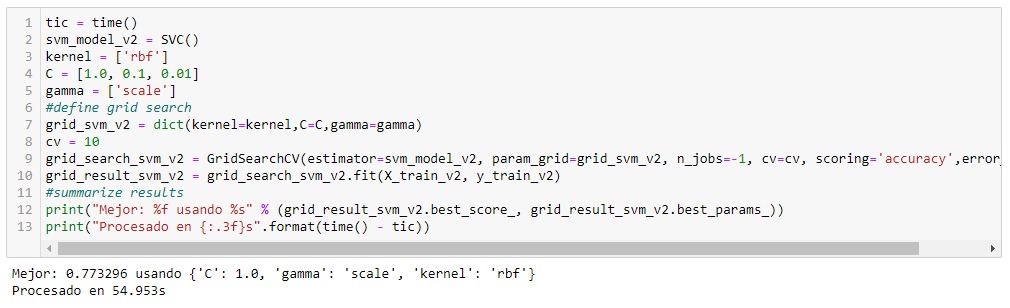 1 tic = time()
2 svm_model_v2 = SVC()
3 kernel = ['rbf']
4 C = [1.0, 0.1, 0.01]
5 gamma = ['scale']
6 #define grid search
7 grid_svm_v2 = dict(kernel=kernel,C=C,gamma=gamma)
8 cv = 10
9 grid_search_svm_v2 = GridSearchCV(estimator=svm_model_v2, param_grid=grid_svm_v2, n_jobs=-1, cv=cv, scoring='accuracy',error_
10 grid_result_svm_v2 = grid_search_svm_v2.fit(X_train_v2, y_train_v2)
11 #summarize results
12 print("Mejor: %f usando %s" % (grid_result_svm_v2.best_score_, grid_result_svm_v2.best_params_))
13 print("Procesado en {:.3f}s".format(time() - tic))
Mejor: 0.773296 usando {'C': 1.0, 'gamma': 'scale', 'kernel': 'rbf'}
Procesado en 54.953s